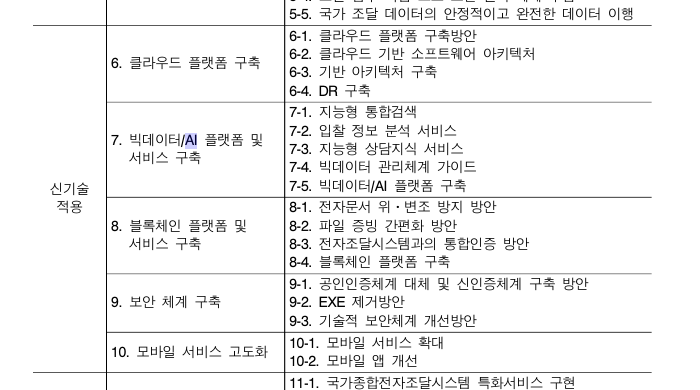 5-5. 국가 조달 데이터의 안정적이고 완전한 데이터 이행
신기술
적용
6. 클라우드 플랫폼 구축
6-1. 클라우드 플랫폼 구축방안
6-2. 클라우드 기반 소프트웨어 아키텍처
6-3. 기반 아키텍처 구축
6-4. DR 구축
7. 빅데이터/AI 플랫폼 및
서비스 구축
7-1. 지능형 통합검색
7-2. 입찰 정보 분석 서비스
7-3. 지능형 상담지식 서비스
7-4. 빅데이터 관리체계 가이드
7-5. 빅데이터/AI 플랫폼 구축
8. 블록체인 플랫폼 및
서비스 구축
8-1. 전자문서 위·변조 방지 방안
8-2. 파일 증빙 간편화 방안
8-3. 전자조달시스템과의 통합인증 방안
8-4. 블록체인 플랫폼 구축
9. 보안 체계 구축
9-1. 공인인증체계 대체 및 신인증체계 구축 방안
9-2. EXE 제거방안
9-3. 기술적 보안체계 개선방안
10. 모바일 서비스 고도화
10-1. 모바일 서비스 확대
10-2. 모바일 앱 개선
11-1. 국가종합전자조달시스템 특화서비스 구현